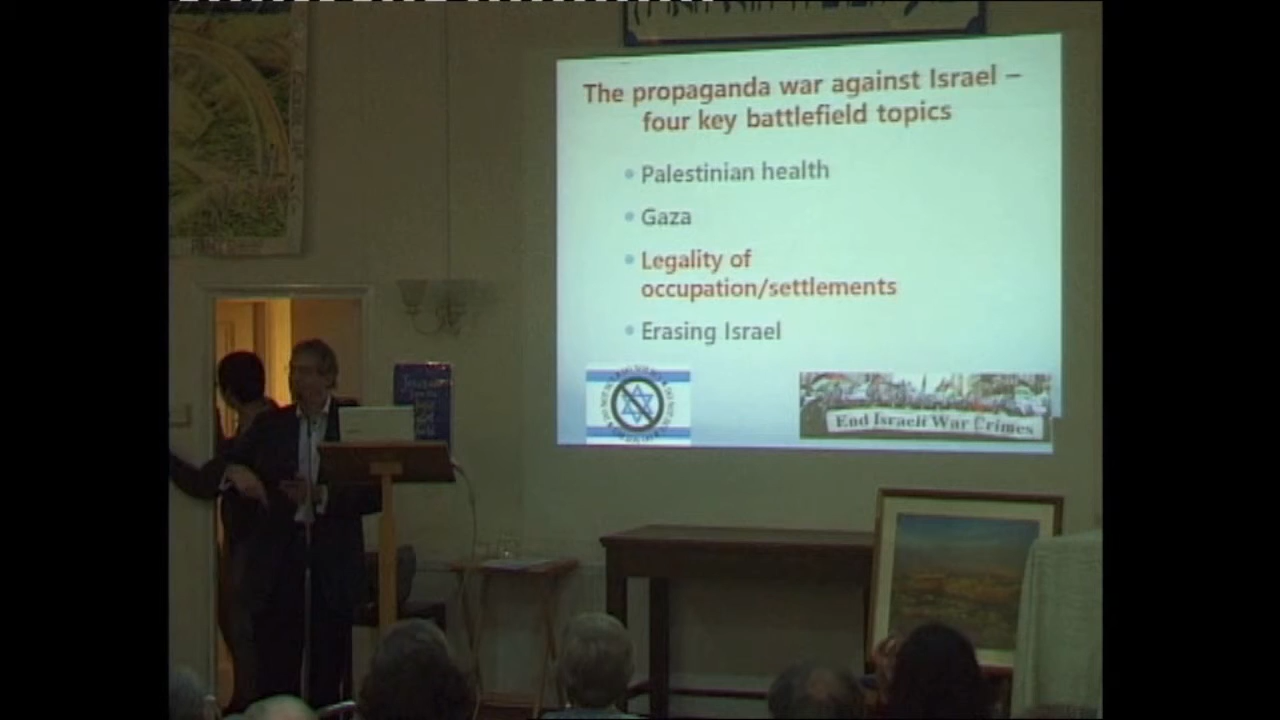 The propaganda war against Israel –
four key battlefield topics
• Palestinian health
• Gaza
• Legality of
occupation/settlements
• Erasing Israel
End Israeli War Crimes